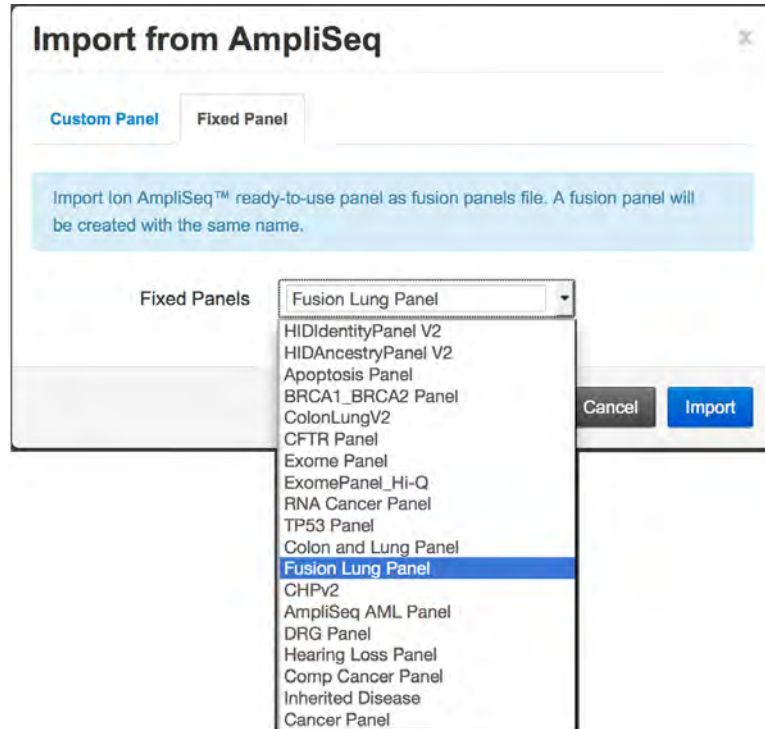 Import from AmpliSeq
x
Custom Panel Fixed Panel
Import Ion AmpliSeq™ ready-to-use panel as fusion panels file. A fusion panel will
be created with the same name.
Fixed Panels Fusion Lung Panel
HIDIdentityPanel V2
HIDAncestryPanel V2
Apoptosis Panel
BRCA1_BRCA2 Panel
ColonLungV2
CFTR Panel
Exome Panel
ExomePanel_Hi-Q
RNA Cancer Panel
TP53 Panel
Colon and Lung Panel
Fusion Lung Panel
CHPv2
AmpliSeq AML Panel
DRG Panel
Hearing Loss Panel
Comp Cancer Panel
Inherited Disease
Cancer Panel
Cancel Import